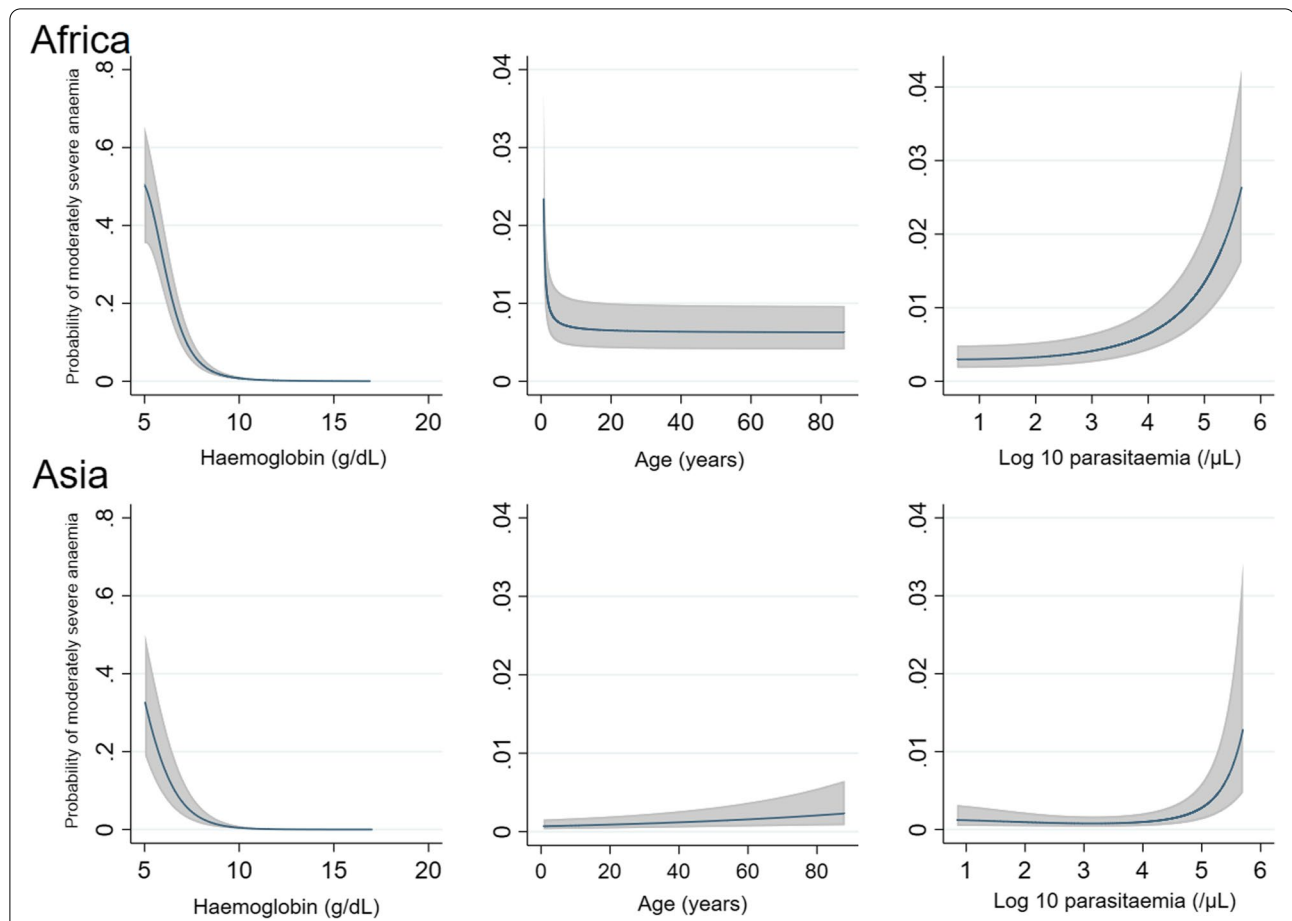 Africa
Probability of moderately severe anaemia
.8
.6
.4
.2
0
5 10 15 20
Haemoglobin (g/dL)
.04
.03
.02
.01
0
0 20 40 60 80
Age (years)
.04
.03
.02
.01
0
1 2 3 4 5 6
Log 10 parasitaemia (/µL)
Asia
Probability of moderately severe anaemia
.8
.6
.4
.2
0
5 10 15 20
Haemoglobin (g/dL)
.04
.03
.02
.01
0
0 20 40 60 80
Age (years)
.04
.03
.02
.01
0
1 2 3 4 5 6
Log 10 parasitaemia (/µL)